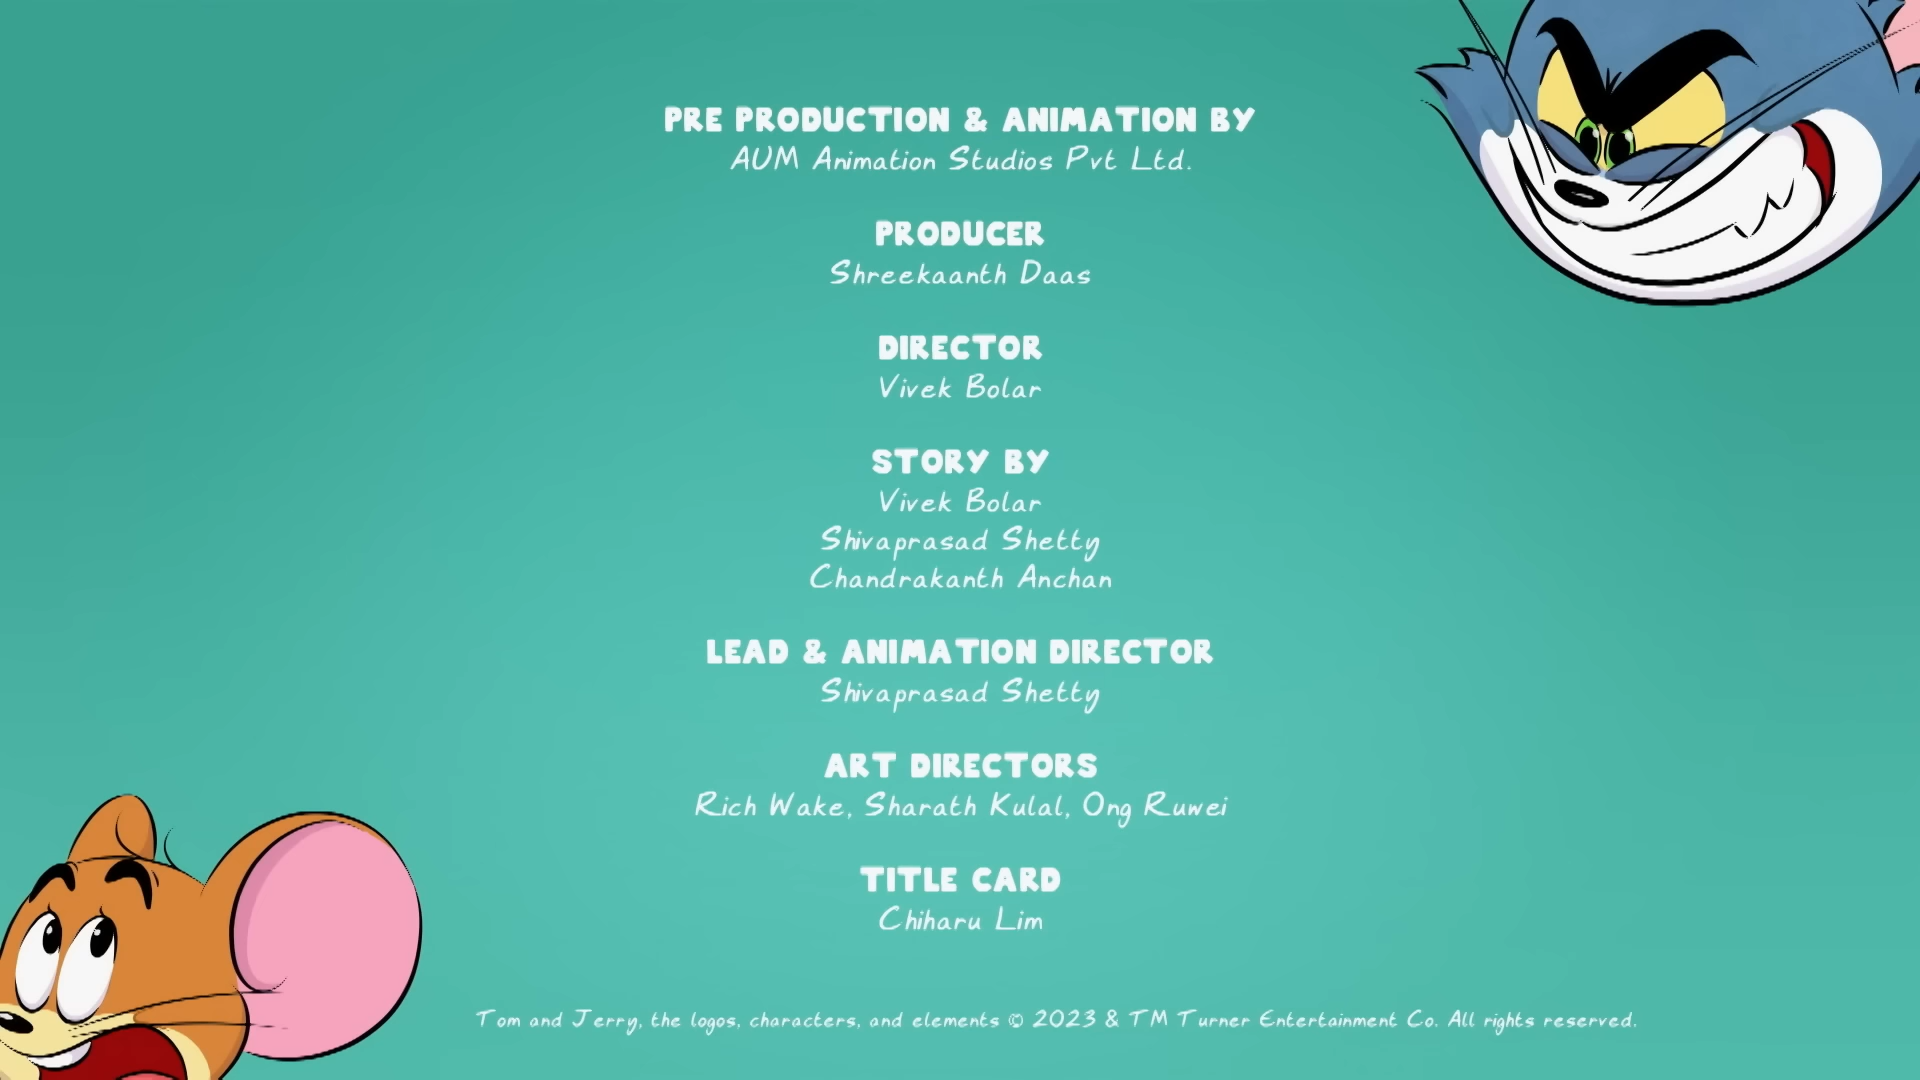 PRE PRODUCTION & ANIMATION BY
AUM Animation Studios Pvt Ltd.
PRODUCER
Shreekaanth Daas
DIRECTOR
Vivek Bolar
STORY BY
Vivek Bolar
Shivaprasad Shetty
Chandrakanth Anchan
LEAD & ANIMATION DIRECTOR
Shivaprasad Shetty
ART DIRECTORS
Rich Wake, Sharath Kulal, Ong Ruwei
TITLE CARD
Chiharu Lim
Tom and Jerry, the logos, characters, and elements © 2023 & TM Turner Entertainment Co. All rights reserved.